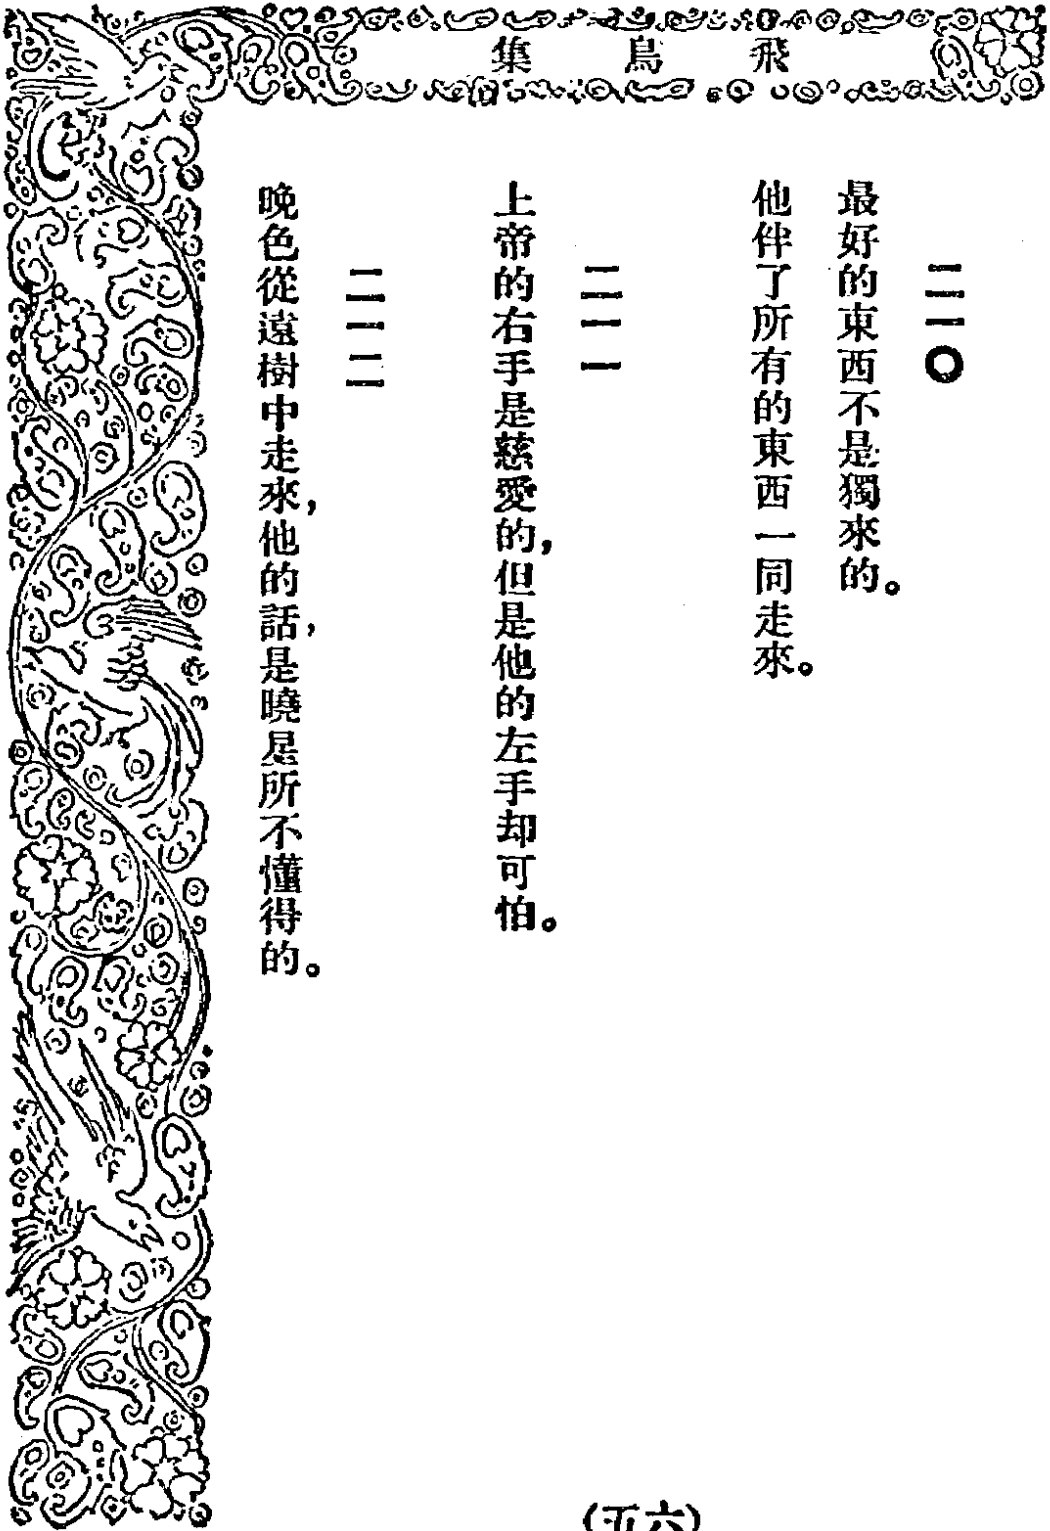 飛鳥集
二一〇
最好的東西不是獨來的。
他伴了所有的東西一同走來。
二一一
上帝的右手是慈愛的，但是他的左手却可怕。
二一二
晚色從遠樹中走來，他的話，是曉星所不懂得的。
(六五)